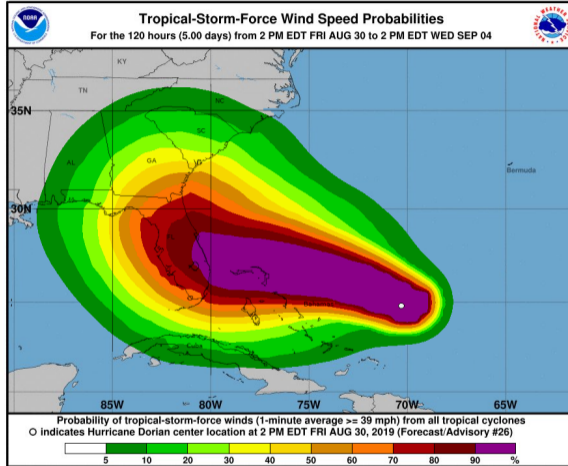 NOAA
Tropical-Storm-Force Wind Speed Probabilities
For the 120 hours (5.00 days) from 2 PM EDT FRI AUG 30 to 2 PM EDT WED SEP 04
KY
TN
NC
35N
SC
AL
GA
Bermuda
30N
FL
Bahamas
Cuba
85W 80W 75W 70W 65W
Probability of tropical-storm-force winds (1-minute average >= 39 mph) from all tropical cyclones
O indicates Hurricane Dorian center location at 2 PM EDT FRI AUG 30, 2019 (Forecast/Advisory #26)
5 10 20 30 40 50 60 70 80 90 %